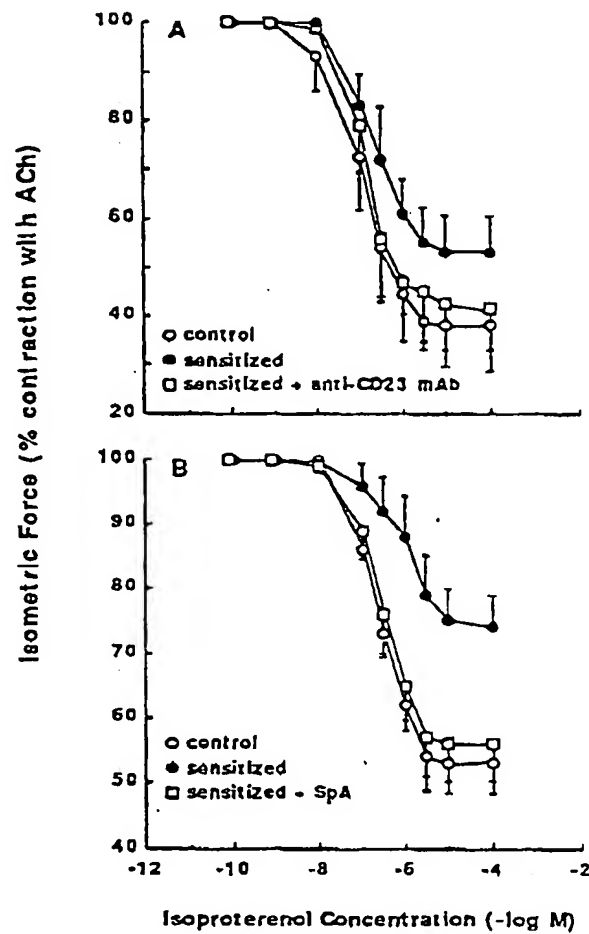 Isometric Force (% contraction with ACh)
A
100
80
60
40
20
control
sensitized
sensitized + anti-CD23 mAb
B
100
90
80
70
60
50
40
control
sensitized
sensitized + SpA
-12 -10 -8 -6 -4 -2
Isoproterenol Concentration (-log M)